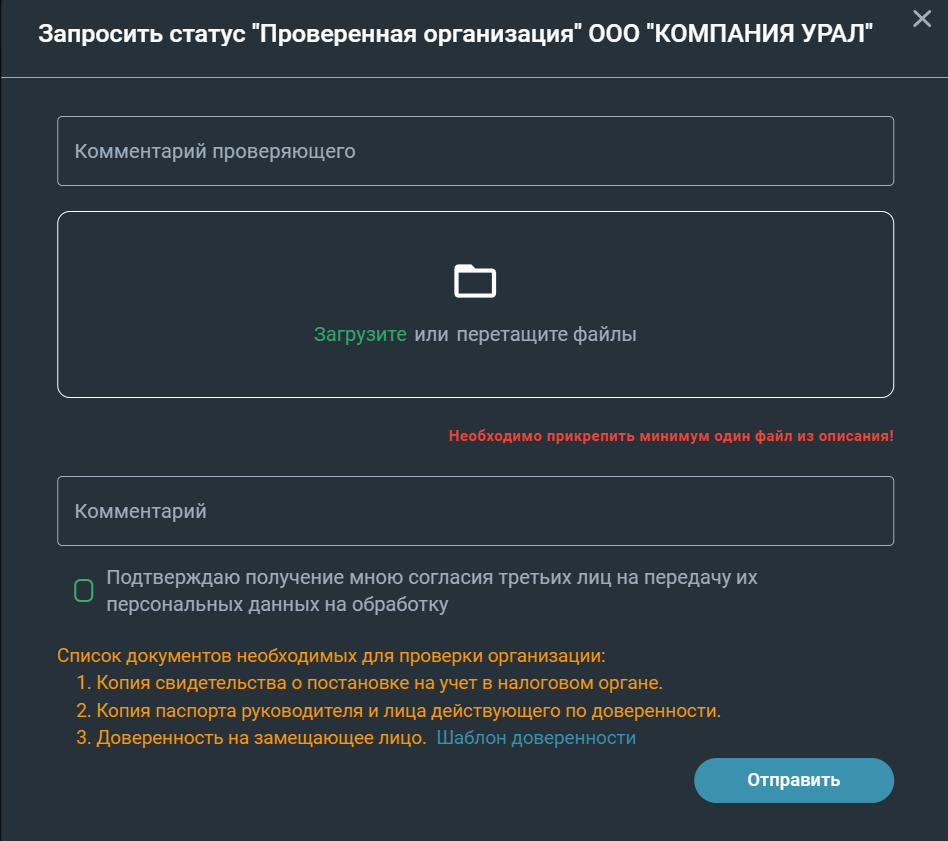 Запросить статус "Проверенная организация" ООО "КОМПАНИЯ УРАЛ"
Комментарий проверяющего
Загрузите или перетащите файлы
Необходимо прикрепить минимум один файл из описания!
Комментарий
Подтверждаю получение мною согласия третьих лиц на передачу их
персональных данных на обработку
Список документов необходимых для проверки организации:
1. Копия свидетельства о постановке на учет в налоговом органе.
2. Копия паспорта руководителя и лица действующего по доверенности.
3. Доверенность на замещающее лицо. Шаблон доверенности
Отправить